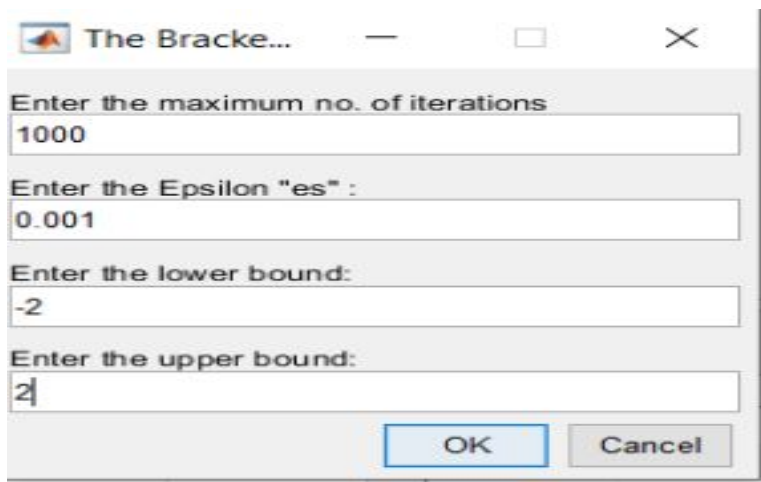 The Bracke...
Enter the maximum no. of iterations
1000
Enter the Epsilon "es" :
0.001
Enter the lower bound:
-2
Enter the upper bound:
2
OK Cancel